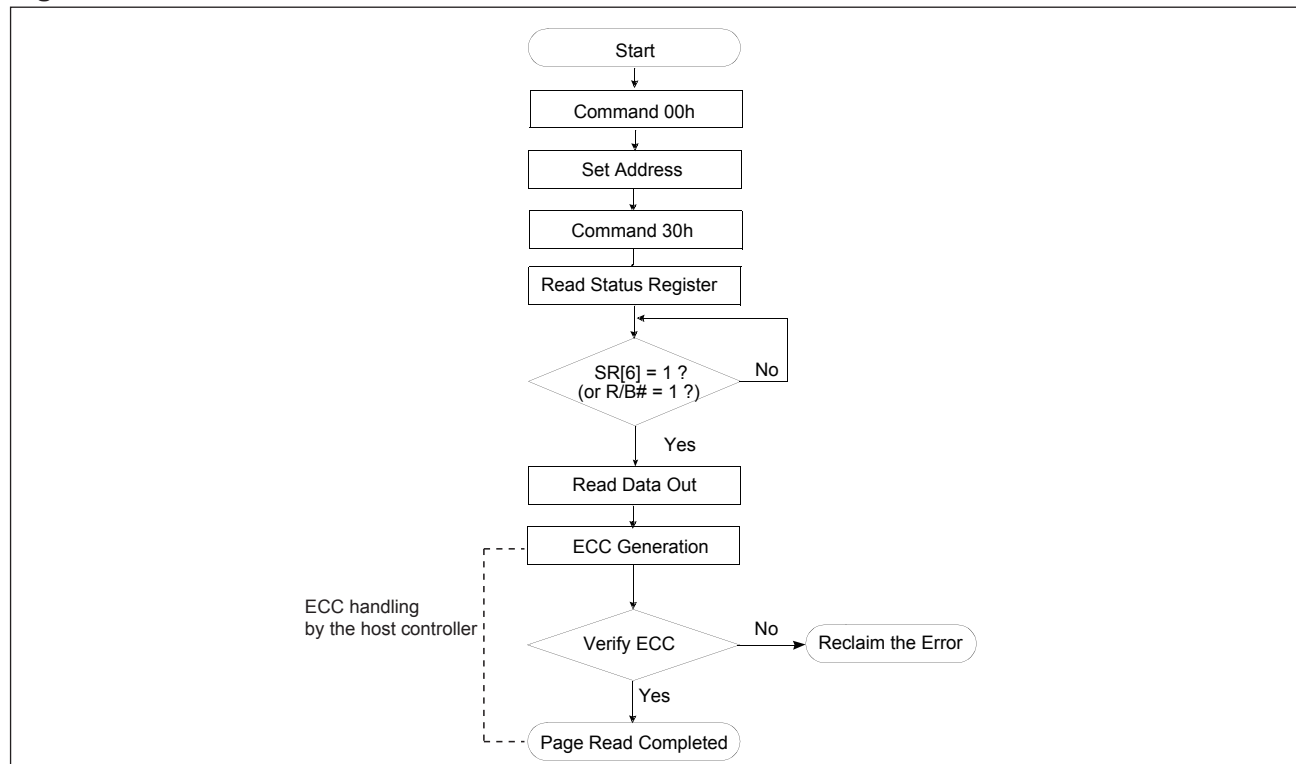 Start
Command 00h
Set Address
Command 30h
Read Status Register
SR[6] = 1 ?
(or R/B# = 1 ?)
No
Yes
Read Data Out
ECC Generation
ECC handling
by the host controller
Verify ECC
No
Reclaim the Error
Yes
Page Read Completed